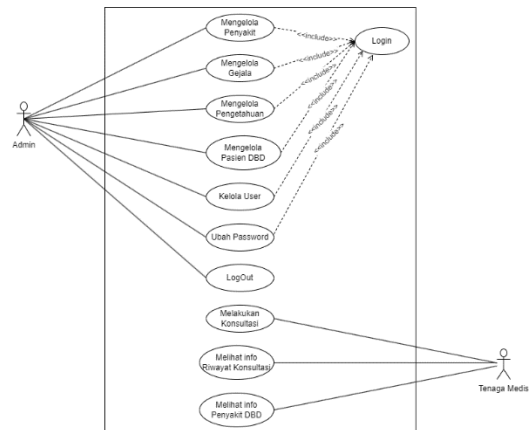 Mengelola
Penyakit
Login
<<include>>
<<include>>
<<include>>
<<include>>
<<include>>
<<include>>
Mengelola
Gejala
Mengelola
Pengetahuan
Admin
Mengelola
Pasien DBD
Kelola User
Ubah Password
LogOut
Melakukan
Konsultasi
Melihat info
Riwayat Konsultasi
Tenaga Medis
Melihat info
Penyakit DBD